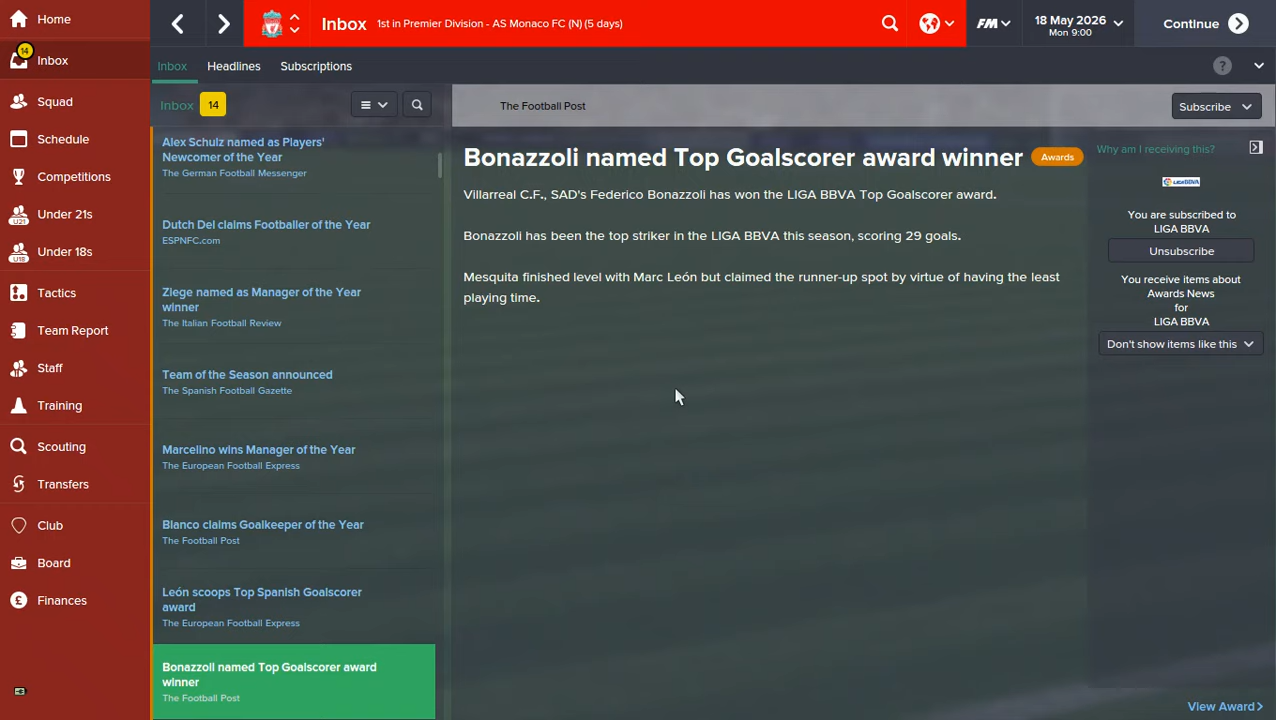 Home
14
Inbox
Squad
Schedule
Competitions
U21
Under 21s
U18
Under 18s
Tactics
Team Report
Staff
Training
Scouting
Transfers
Club
Board
£
Finances
Inbox
1st in Premier Division - AS Monaco FC (N) (5 days)
FM
18 May 2026
Mon 9:00
Continue
Inbox
Headlines
Subscriptions
?
Inbox
14
Alex Schulz named as Players'
Newcomer of the Year
The German Football Messenger
Dutch Del claims Footballer of the Year
ESPNFC.com
Ziege named as Manager of the Year
winner
The Italian Football Review
Team of the Season announced
The Spanish Football Gazette
Marcelino wins Manager of the Year
The European Football Express
Blanco claims Goalkeeper of the Year
The Football Post
León scoops Top Spanish Goalscorer
award
The European Football Express
Bonazzoli named Top Goalscorer award
winner
The Football Post
The Football Post
Subscribe
Bonazzoli named Top Goalscorer award winner
Awards
Villarreal C.F., SAD's Federico Bonazzoli has won the LIGA BBVA Top Goalscorer award.
Bonazzoli has been the top striker in the LIGA BBVA this season, scoring 29 goals.
Mesquita finished level with Marc León but claimed the runner-up spot by virtue of having the least
playing time.
Why am I receiving this?
LIGA BBVA
You are subscribed to
LIGA BBVA
Unsubscribe
You receive items about
Awards News
for
LIGA BBVA
Don't show items like this
View Award